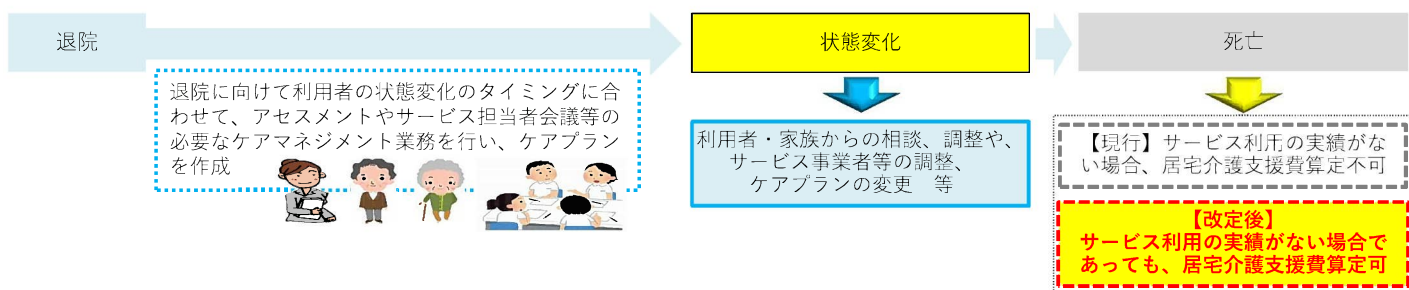 退院
状態変化
死亡
退院に向けて利用者の状態変化のタイミングに合
わせて、アセスメントやサービス担当者会議等の
必要なケアマネジメント業務を行い、ケアプラン
を作成
利用者・家族からの相談、調整や、
サービス事業者等の調整、
ケアプランの変更　等
【現行】サービス利用の実績がな
い場合、居宅介護支援費算定不可
【改定後】
サービス利用の実績がない場合で
あっても、居宅介護支援費算定可